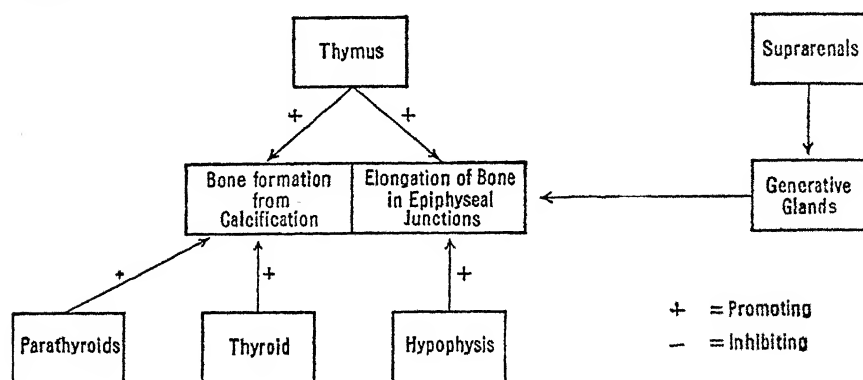 Thymus
Suprarenals
+
+
Bone formation
from
Calcification
Elongation of Bone
in Epiphyseal
Junctions
Generative
Glands
+
+
+
Parathyroids
Thyroid
Hypophysis
+ = Promoting
- = Inhibiting